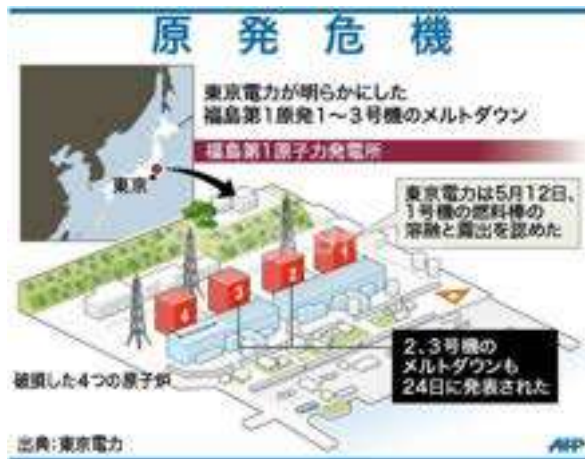 原発危機
東京電力が明らかにした
福島第1原発1～3号機のメルトダウン
福島第1原子力発電所
東京
東京電力は5月12日、
1号機の燃料棒の
溶融と露出を認めた
1
2
3
4
2、3号機の
メルトダウンも
24日に発表された
破損した4つの原子炉
出典:東京電力
AFP